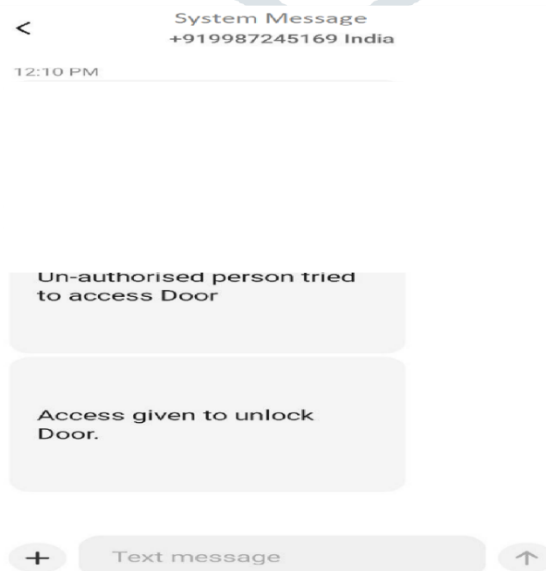 <
System Message
+919987245169 India
12:10 PM
Un-authorised person tried
to access Door
Access given to unlock
Door.
+
Text message
↑